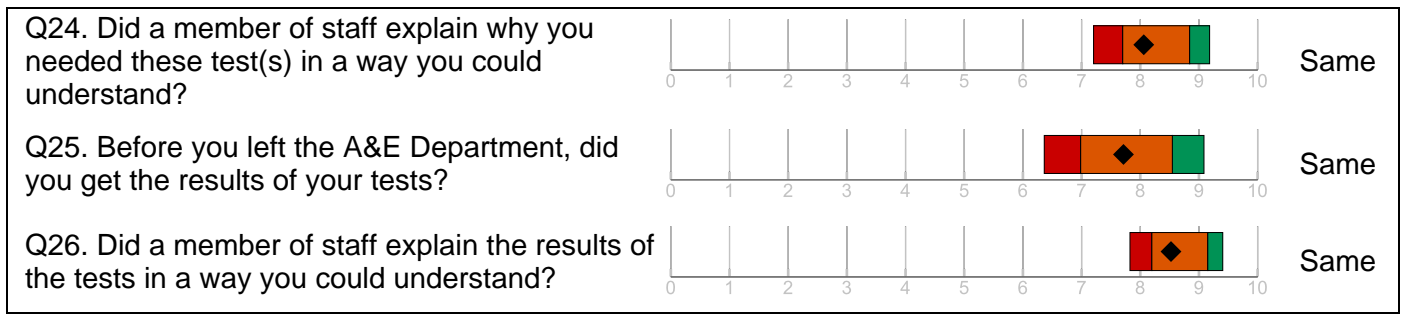 Q24. Did a member of staff explain why you
needed these test(s) in a way you could
understand?
0 1 2 3 4 5 6 7 8 9 10
Same
Q25. Before you left the A&E Department, did
you get the results of your tests?
0 1 2 3 4 5 6 7 8 9 10
Same
Q26. Did a member of staff explain the results of
the tests in a way you could understand?
0 1 2 3 4 5 6 7 8 9 10
Same